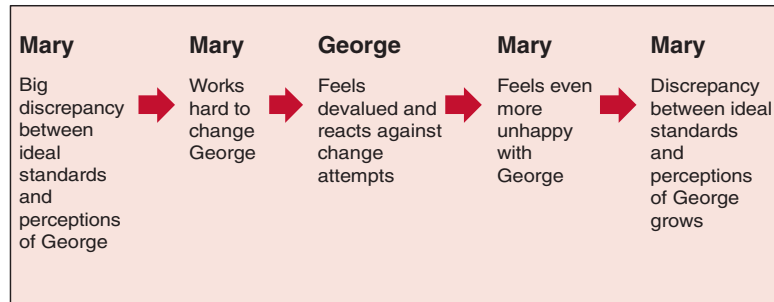 Mary
Big
discrepancy
between
ideal
standards
and
perceptions
of George
Mary
Works
hard to
change
George
George
Feels
devalued and
reacts against
change
attempts
Mary
Feels even
more
unhappy
with
George
Mary
Discrepancy
between ideal
standards
and
perceptions
of George
grows